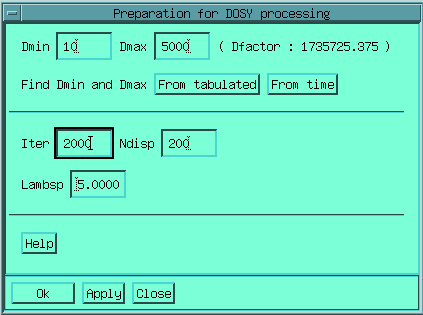 Preparation for DOSY processing
Dmin 10 Dmax 5000 ( Dfactor : 1735725.375 )
Find Dmin and Dmax From tabulated From time
Iter 2000 Ndisp 200
Lambsp 5.0000
Help
Ok Apply Close